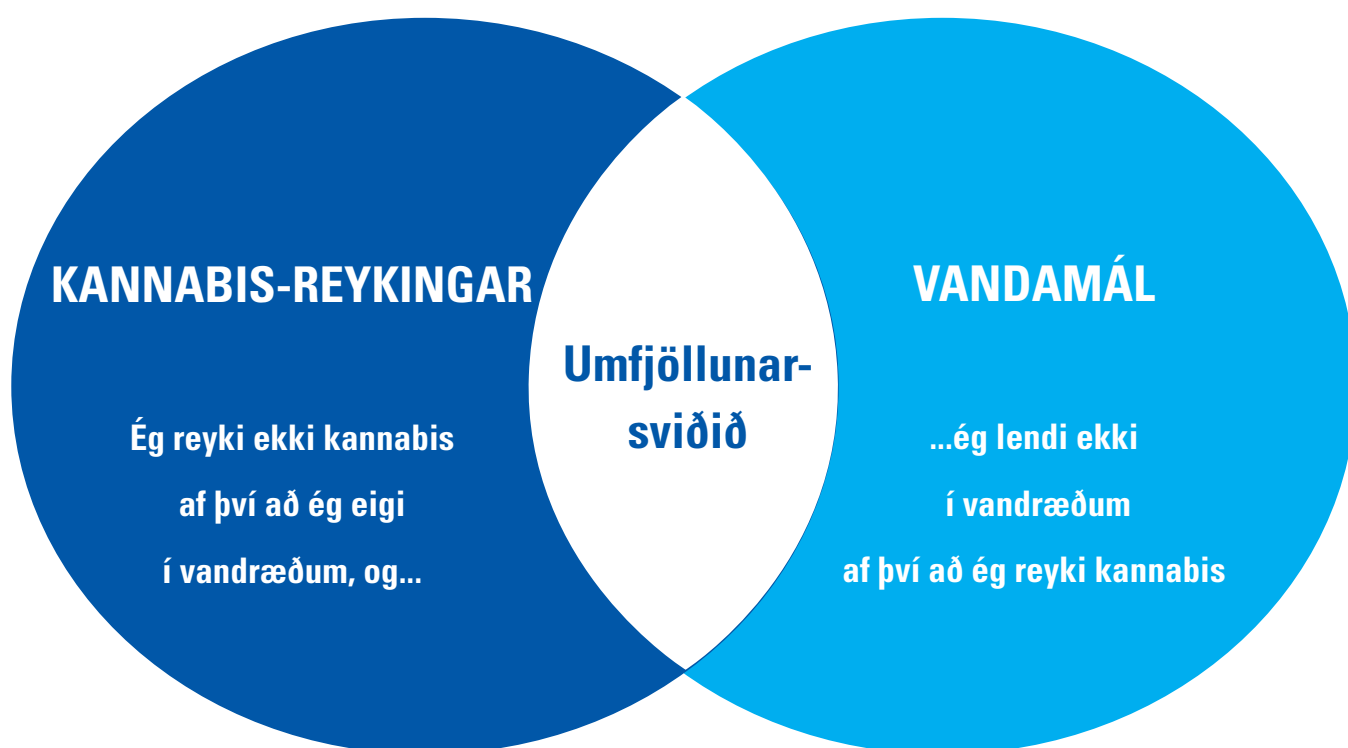 KANNABIS-REYKINGAR
Ég reyki ekki kannabis
af því að ég eigi
í vandræðum, og...
Umfjöllunar-
sviðið
VANDAMÁL
...ég lendi ekki
í vandræðum
af því að ég reyki kannabis